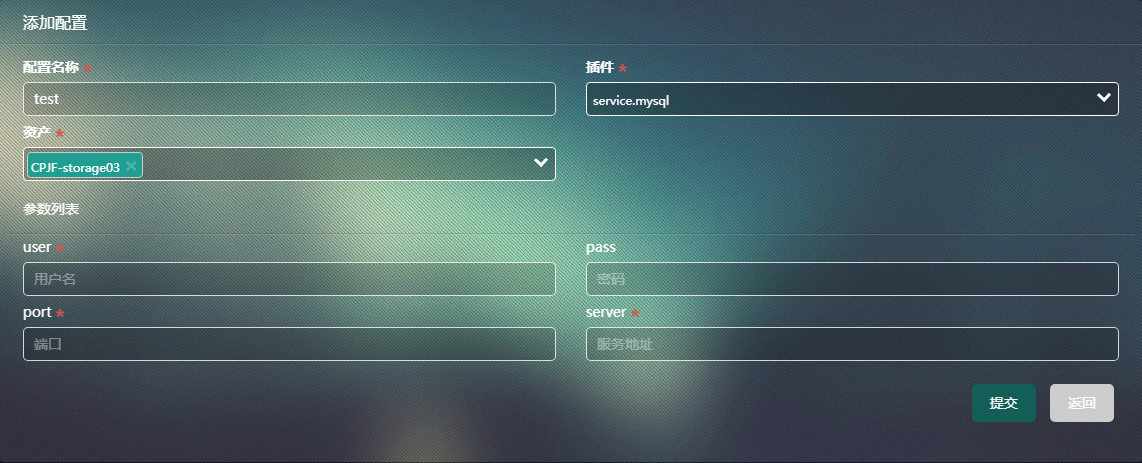 添加配置
配置名称 * 插件 *
test service.mysql
资产 *
CPJF-storage03 ×
参数列表
user * pass
用户名 密码
port * server *
端口 服务地址
提交 返回